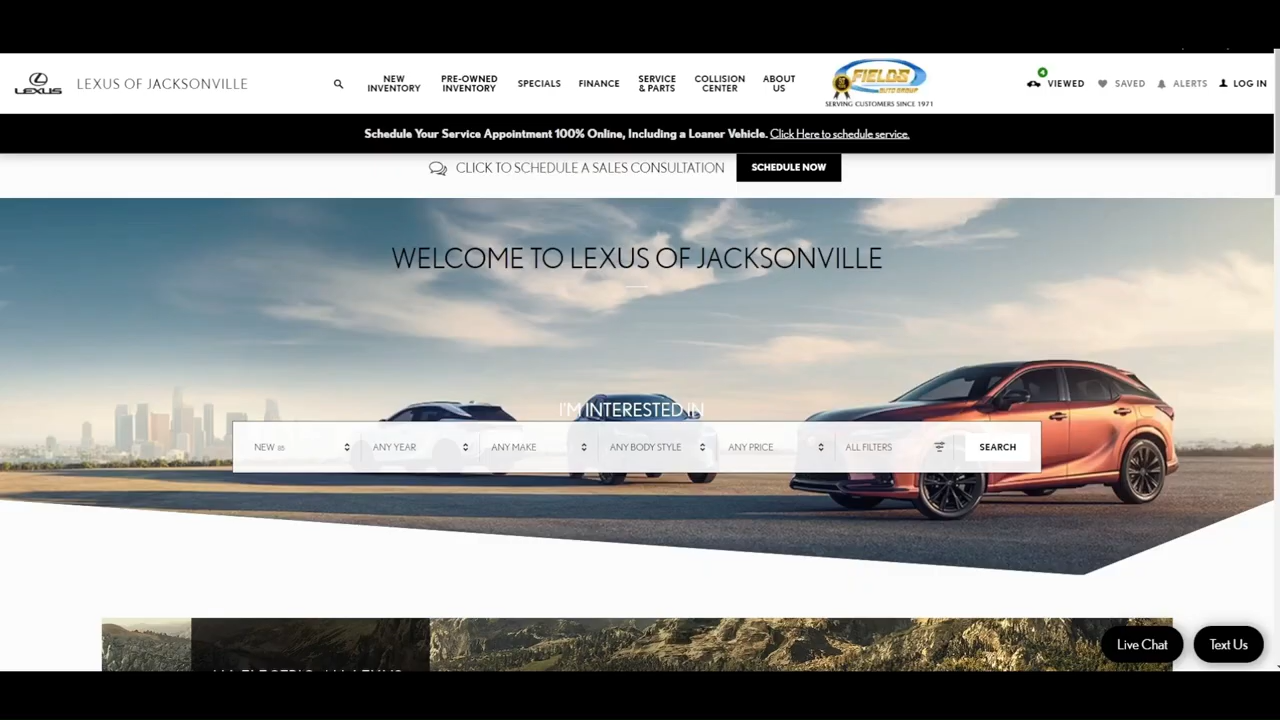 LEXUS
LEXUS OF JACKSONVILLE
NEW
INVENTORY
PRE-OWNED
INVENTORY
SPECIALS
FINANCE
SERVICE
& PARTS
COLLISION
CENTER
ABOUT
US
FIELDS
AUTO GROUP
SERVING CUSTOMERS SINCE 1971
4
VIEWED
SAVED
ALERTS
LOG IN
Schedule Your Service Appointment 100% Online, Including a Loaner Vehicle. Click Here to schedule service.
CLICK TO SCHEDULE A SALES CONSULTATION
SCHEDULE NOW
WELCOME TO LEXUS OF JACKSONVILLE
I'M INTERESTED IN
NEW
ANY YEAR
ANY MAKE
ANY BODY STYLE
ANY PRICE
ALL FILTERS
SEARCH
Live Chat
Text Us